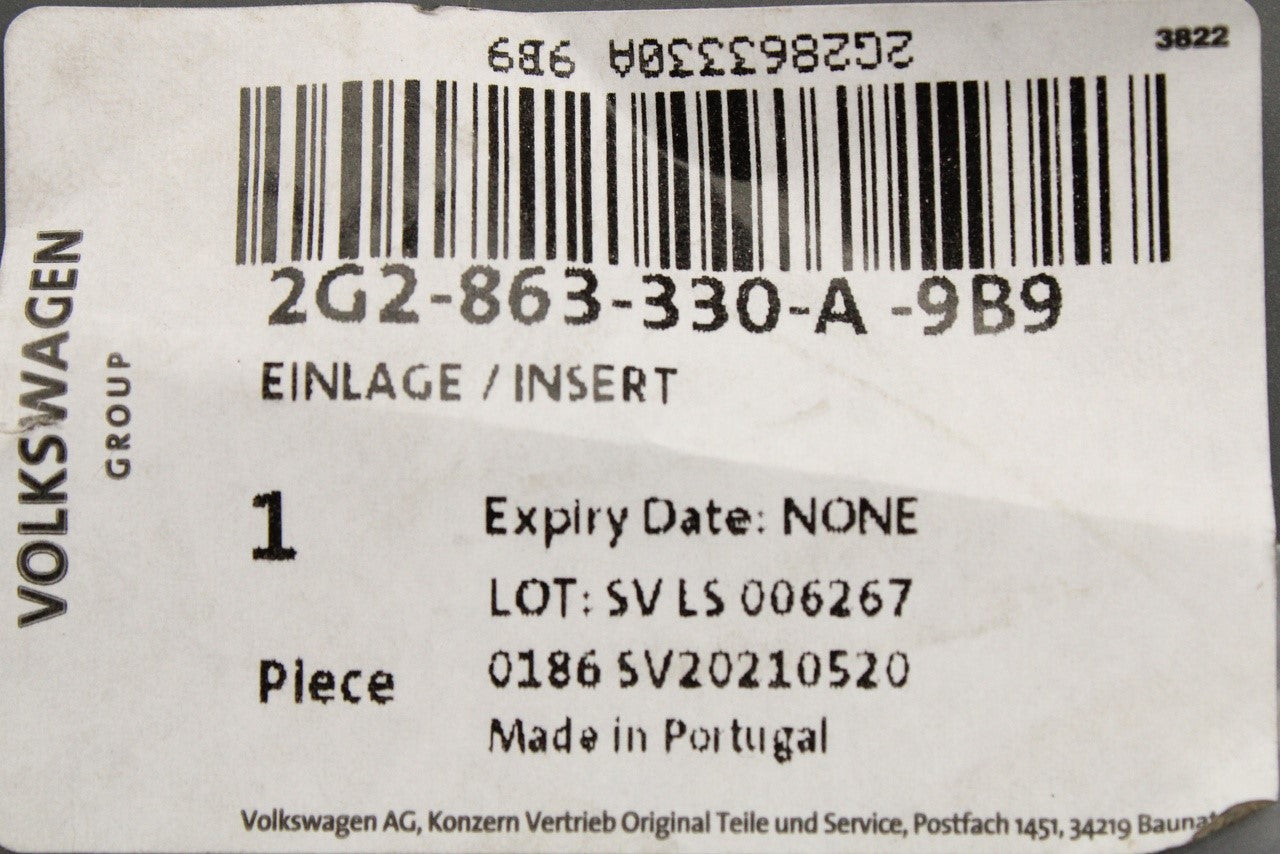 3822
2G2863330A 9B9
2G2-863-330-A -9B9
EINLAGE / INSERT
VOLKSWAGEN
GROUP
1
Piece
Expiry Date: NONE
LOT: SV LS 006267
0186 SV20210520
Made in Portugal
Volkswagen AG, Konzern Vertrieb Original Teile und Service, Postfach 1451, 34219